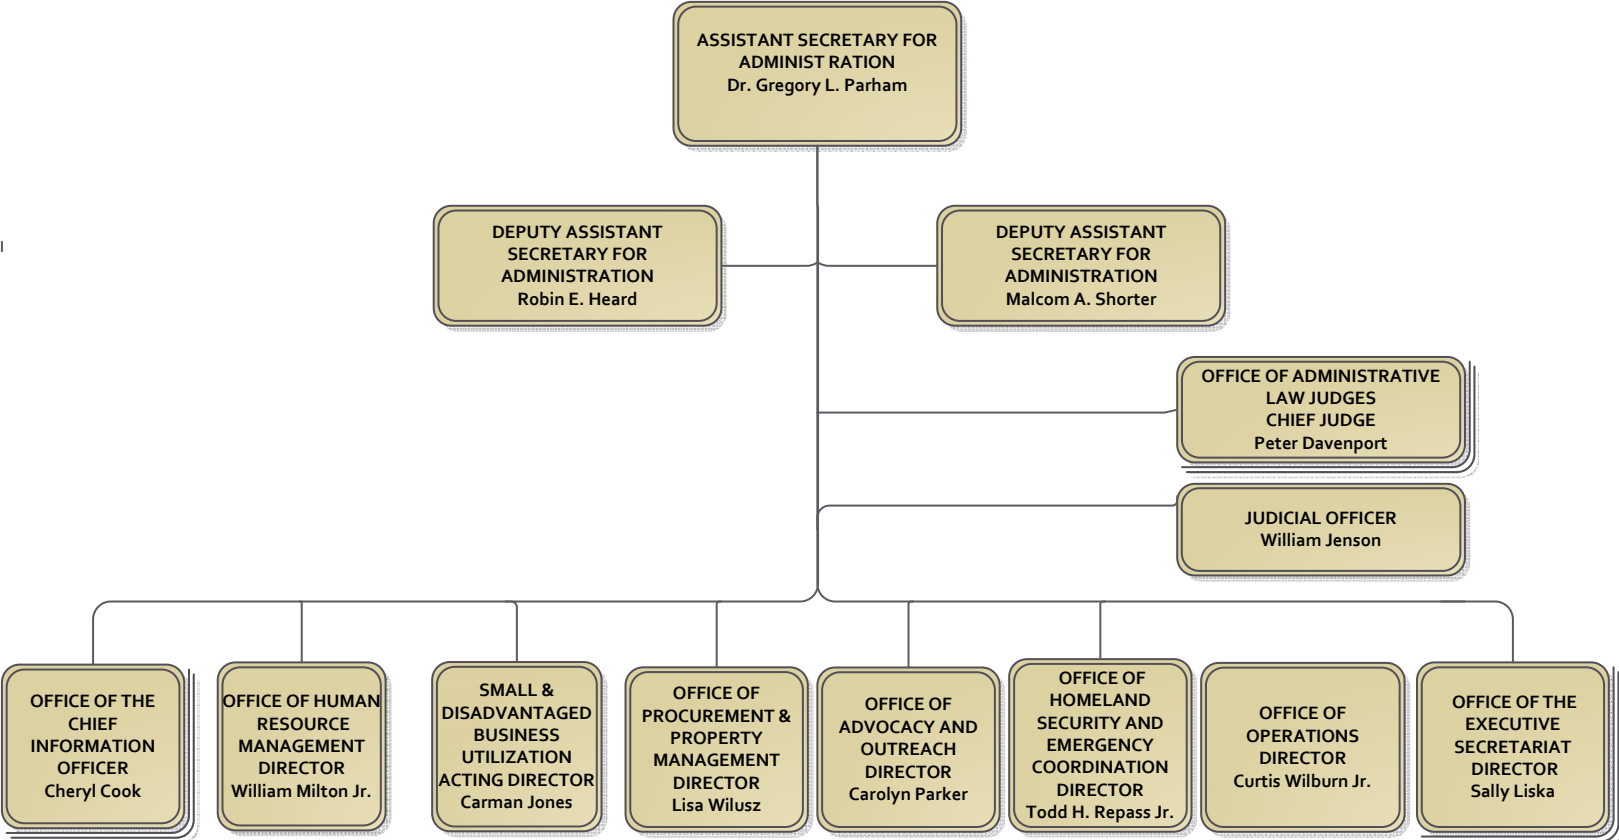 ASSISTANT SECRETARY FOR
ADMINIST RATION
Dr. Gregory L. Parham
DEPUTY ASSISTANT
SECRETARY FOR
ADMINISTRATION
Robin E. Heard
DEPUTY ASSISTANT
SECRETARY FOR
ADMINISTRATION
Malcom A. Shorter
OFFICE OF ADMINISTRATIVE
LAW JUDGES
CHIEF JUDGE
Peter Davenport
JUDICIAL OFFICER
William Jenson
OFFICE OF THE
CHIEF
INFORMATION
OFFICER
Cheryl Cook
OFFICE OF HUMAN
RESOURCE
MANAGEMENT
DIRECTOR
William Milton Jr.
SMALL &
DISADVANTAGED
BUSINESS
UTILIZATION
ACTING DIRECTOR
Carman Jones
OFFICE OF
PROCUREMENT &
PROPERTY
MANAGEMENT
DIRECTOR
Lisa Wilusz
OFFICE OF
ADVOCACY AND
OUTREACH
DIRECTOR
Carolyn Parker
OFFICE OF
HOMELAND
SECURITY AND
EMERGENCY
COORDINATION
DIRECTOR
Todd H. Repass Jr.
OFFICE OF
OPERATIONS
DIRECTOR
Curtis Wilburn Jr.
OFFICE OF THE
EXECUTIVE
SECRETARIAT
DIRECTOR
Sally Liska